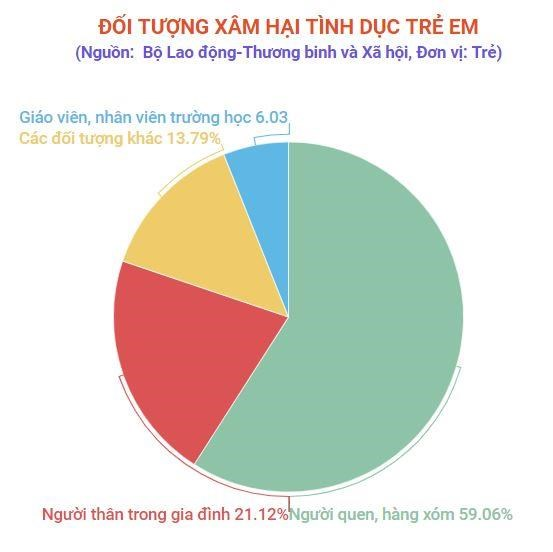 ĐỐI TƯỢNG XÂM HẠI TÌNH DỤC TRẺ EM
(Nguồn: Bộ Lao động-Thương binh và Xã hội, Đơn vị: Trẻ)
Giáo viên, nhân viên trường học 6.03
Các đối tượng khác 13.79%
Người thân trong gia đình 21.12%
Người quen, hàng xóm 59.06%